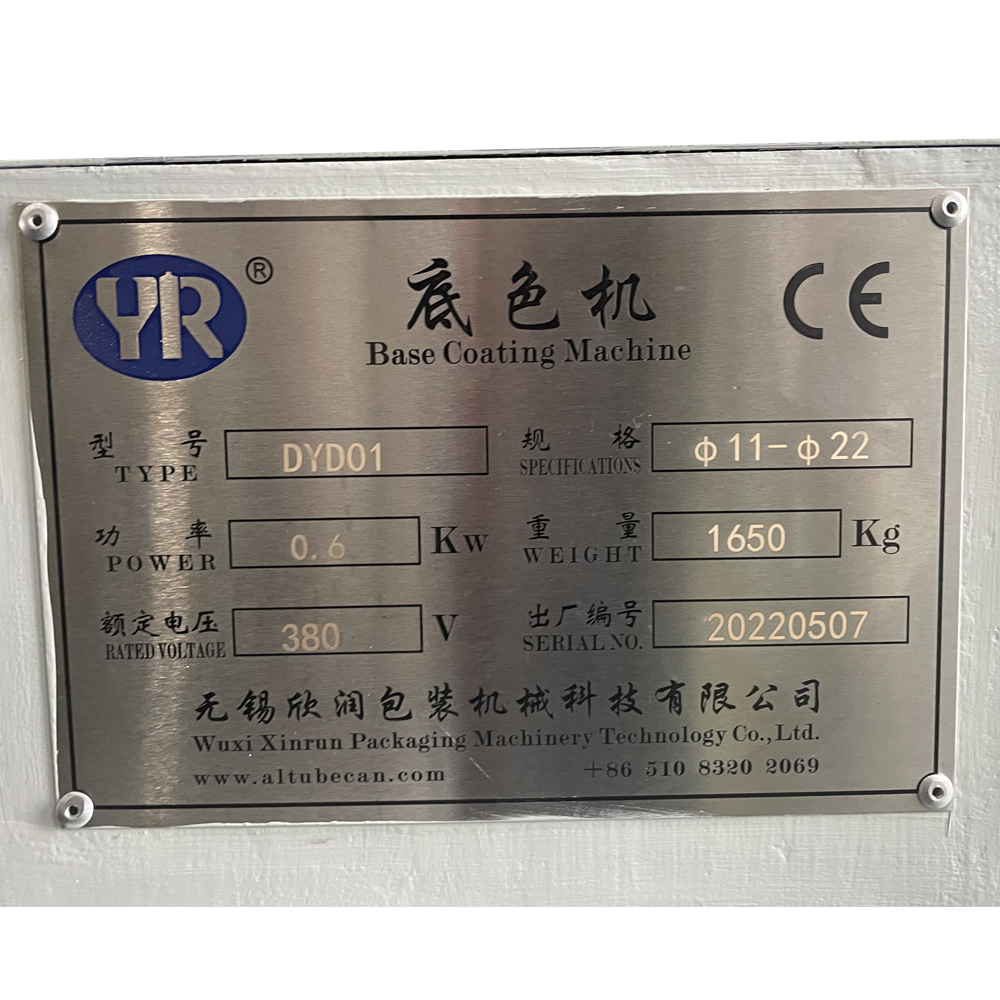 YR ®
底色机
Base Coating Machine
CE
型 号 TYPE DYD01
规 格 SPECIFICATIONS φ11-φ22
功 率 POWER 0.6 Kw
重 量 WEIGHT 1650 Kg
额定电压 RATED VOLTAGE 380 V
出厂编号 SERIAL NO. 20220507
无锡欣润包装机械科技有限公司
Wuxi Xinrun Packaging Machinery Technology Co.,Ltd.
www.altubecan.com +86 510 8320 2069